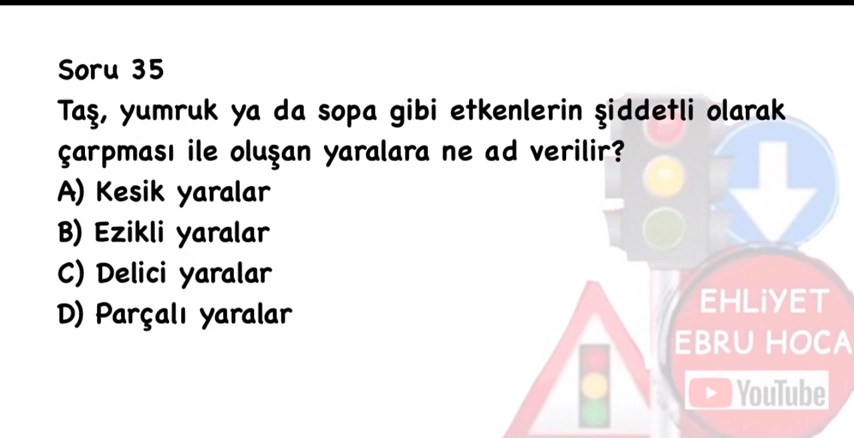 Soru 35
Taş, yumruk ya da sopa gibi etkenlerin şiddetli olarak
çarpması ile oluşan yaralara ne ad verilir?
A) Kesik yaralar
B) Ezikli yaralar
C) Delici yaralar
D) Parçalı yaralar
EHLİYET
EBRU HOCA
YouTube